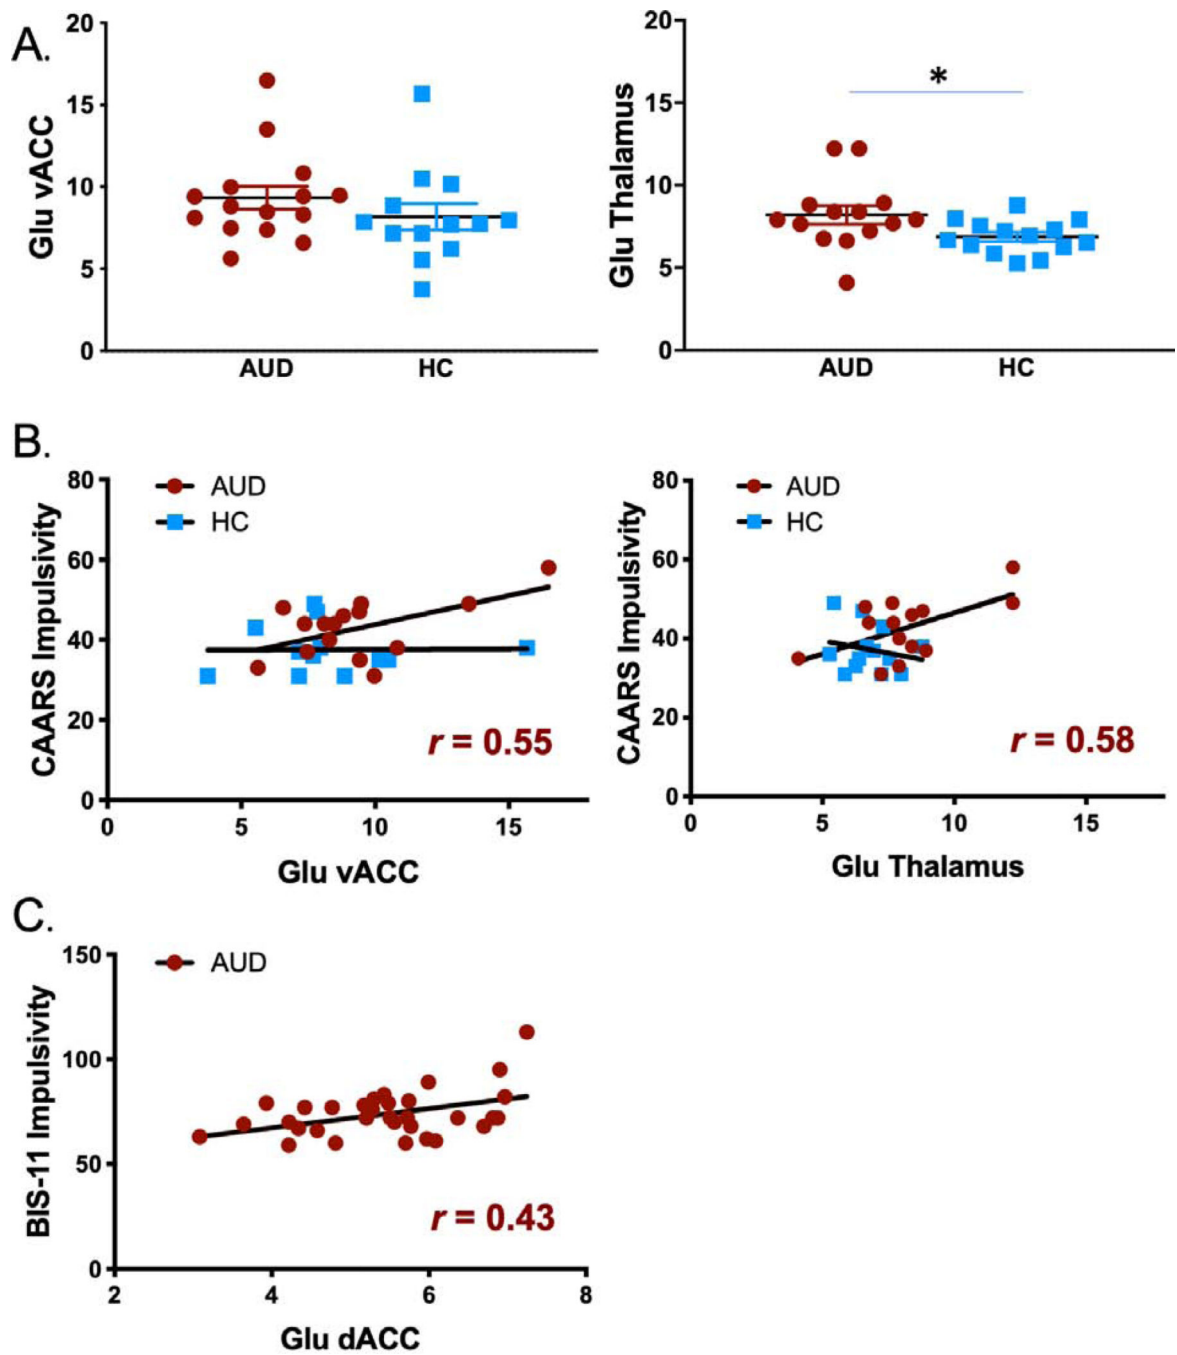 A.
Glu vACC
20
15
10
5
0
AUD HC
Glu Thalamus
20
15
10
5
0
*
AUD HC
B.
CAARS Impulsivity
80
60
40
20
0
AUD
HC
r = 0.55
0 5 10 15
Glu vACC
CAARS Impulsivity
80
60
40
20
0
AUD
HC
r = 0.58
0 5 10 15
Glu Thalamus
C.
BIS-11 Impulsivity
150
100
50
0
AUD
r = 0.43
2 4 6 8
Glu dACC